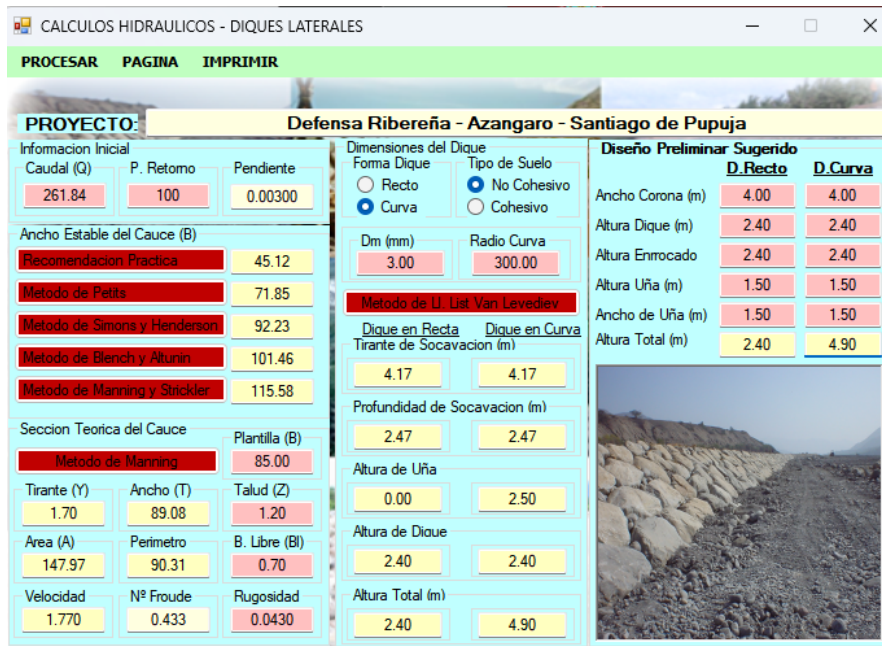 CALCULOS HIDRAULICOS - DIQUES LATERALES
PROCESAR PAGINA IMPRIMIR
PROYECTO: Defensa Ribereña - Azangaro - Santiago de Pupuja
Informacion Inicial
Caudal (Q) P. Retorno Pendiente
261.84 100 0.00300
Ancho Estable del Cauce (B)
Recomendacion Practica 45.12
Metodo de Petits 71.85
Metodo de Simons y Henderson 92.23
Metodo de Blench y Altunin 101.46
Metodo de Manning y Strickler 115.58
Seccion Teorica del Cauce
Metodo de Manning
Plantilla (B)
85.00
Tirante (Y) Ancho (T) Talud (Z)
1.70 89.08 1.20
Area (A) Perimetro B. Libre (Bl)
147.97 90.31 0.70
Velocidad Nº Froude Rugosidad
1.770 0.433 0.0430
Dimensiones del Dique
Forma Dique Tipo de Suelo
Recto No Cohesivo
Curva Cohesivo
Dm (mm) Radio Curva
3.00 300.00
Metodo de LL List Van Levediev
Dique en Recta Dique en Curva
Tirante de Socavacion (m)
4.17 4.17
Profundidad de Socavacion (m)
2.47 2.47
Altura de Uña
0.00 2.50
Altura de Dique
2.40 2.40
Altura Total (m)
2.40 4.90
Diseño Preliminar Sugerido
D.Recto D.Curva
Ancho Corona (m) 4.00 4.00
Altura Dique (m) 2.40 2.40
Altura Enrrocado 2.40 2.40
Altura Uña (m) 1.50 1.50
Ancho de Uña (m) 1.50 1.50
Altura Total (m) 2.40 4.90